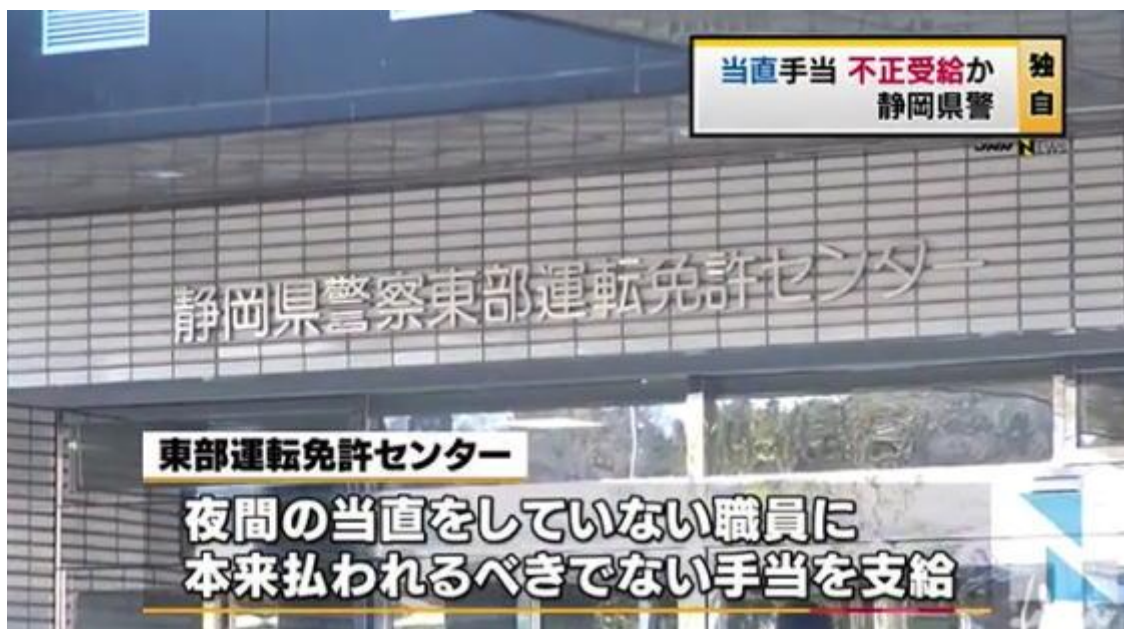 当直手当 不正受給か
静岡県警
独自
JNN NEWS
静岡県警察東部運転免許センター
東部運転免許センター
夜間の当直をしていない職員に
本来払われるべきでない手当を支給